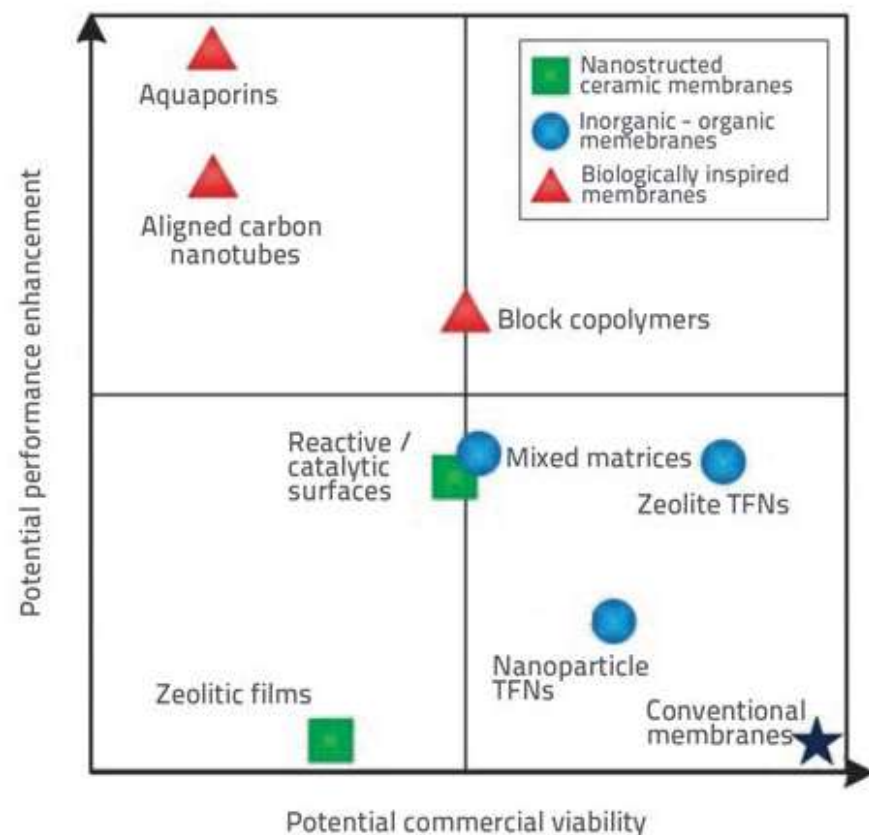 Aquaporins
Nanostructed
ceramic membranes
Inorganic - organic
memebranes
Biologically inspired
membranes
Aligned carbon
nanotubes
Block copolymers
Reactive /
catalytic
surfaces
Mixed matrices
Zeolite TFNs
Nanoparticle
TFNs
Zeolitic films
Conventional
membranes
Potential performance enhancement
Potential commercial viability